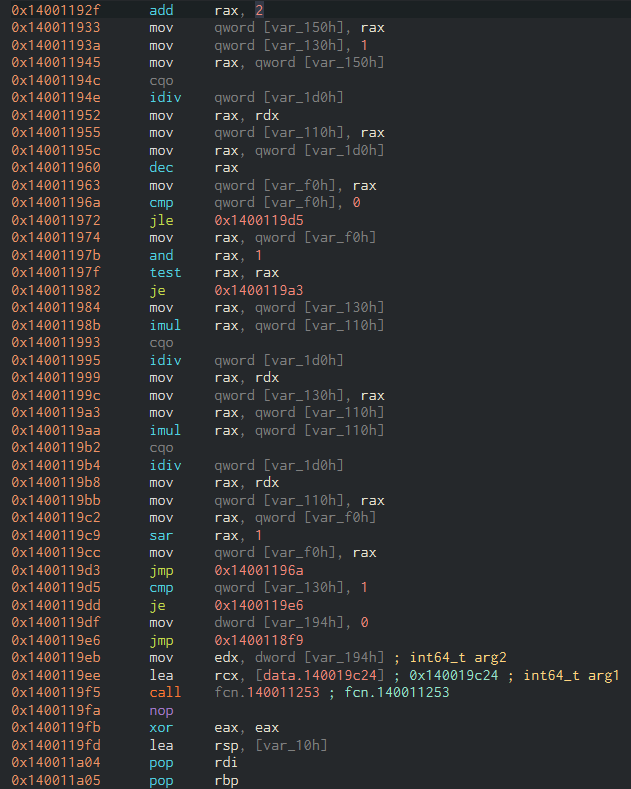 0x14001192f add rax, 2
0x140011933 mov qword [var_150h], rax
0x14001193a mov qword [var_130h], 1
0x140011945 mov rax, qword [var_150h]
0x14001194c cqo
0x14001194e idiv qword [var_1d0h]
0x140011952 mov rax, rdx
0x140011955 mov qword [var_110h], rax
0x14001195c mov rax, qword [var_1d0h]
0x140011960 dec rax
0x140011963 mov qword [var_f0h], rax
0x14001196a cmp qword [var_f0h], 0
0x140011972 jle 0x1400119d5
0x140011974 mov rax, qword [var_f0h]
0x14001197b and rax, 1
0x14001197f test rax, rax
0x140011982 je 0x1400119a3
0x140011984 mov rax, qword [var_130h]
0x14001198b imul rax, qword [var_110h]
0x140011993 cqo
0x140011995 idiv qword [var_1d0h]
0x140011999 mov rax, rdx
0x14001199c mov qword [var_130h], rax
0x1400119a3 mov rax, qword [var_110h]
0x1400119aa imul rax, qword [var_110h]
0x1400119b2 cqo
0x1400119b4 idiv qword [var_1d0h]
0x1400119b8 mov rax, rdx
0x1400119bb mov qword [var_110h], rax
0x1400119c2 mov rax, qword [var_f0h]
0x1400119c9 sar rax, 1
0x1400119cc mov qword [var_f0h], rax
0x1400119d3 jmp 0x14001196a
0x1400119d5 cmp qword [var_130h], 1
0x1400119dd je 0x1400119e6
0x1400119df mov dword [var_194h], 0
0x1400119e6 jmp 0x1400118f9
0x1400119eb mov edx, dword [var_194h] ; int64_t arg2
0x1400119ee lea rcx, [data.140019c24] ; 0x140019c24 ; int64_t arg1
0x1400119f5 call fcn.140011253 ; fcn.140011253
0x1400119fa nop
0x1400119fb xor eax, eax
0x1400119fd lea rsp, [var_10h]
0x140011a04 pop rdi
0x140011a05 pop rbp